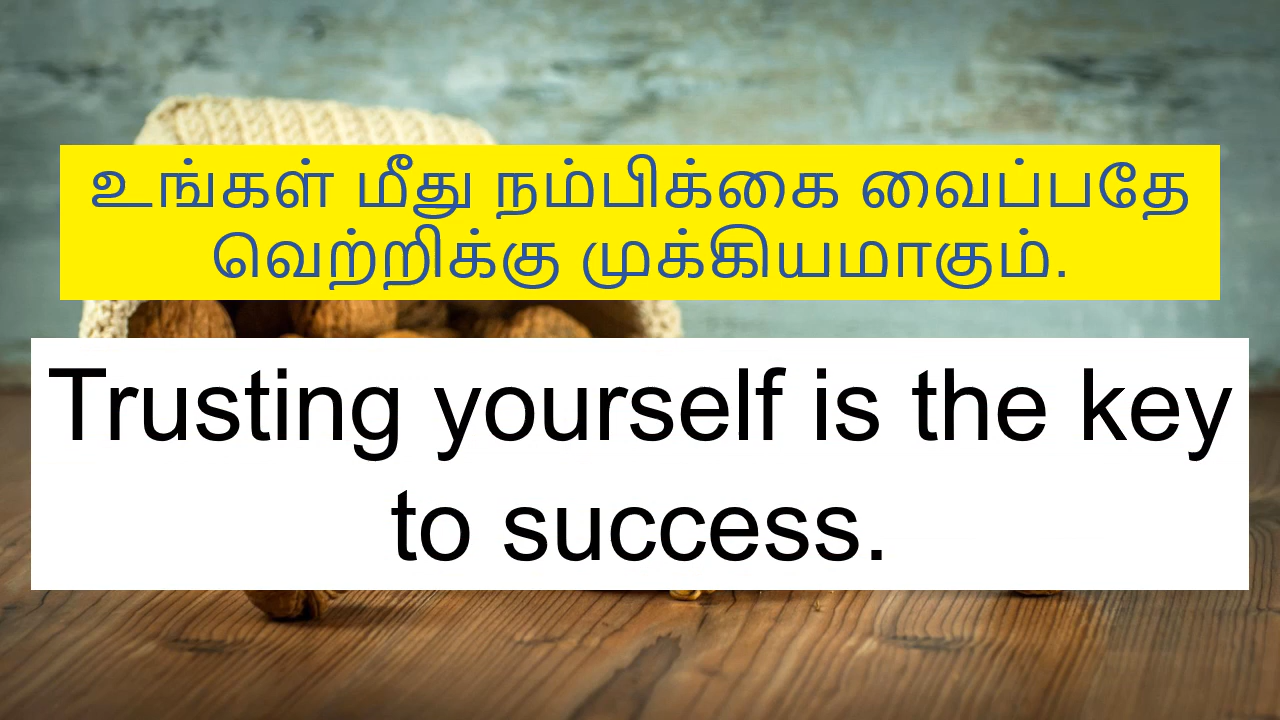 உங்கள் மீது நம்பிக்கை வைப்பதே
வெற்றிக்கு முக்கியமாகும்.
Trusting yourself is the key
to success.